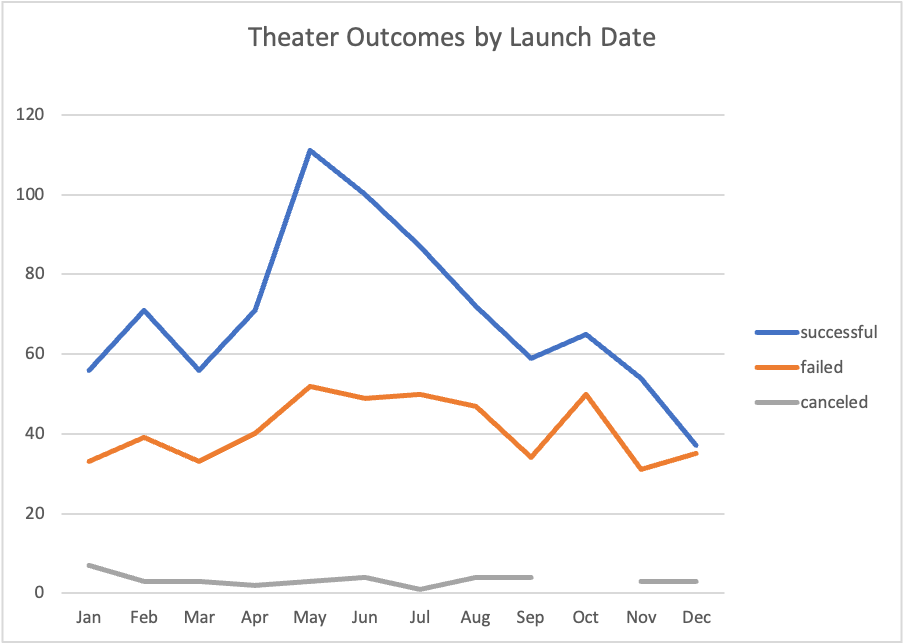 Theater Outcomes by Launch Date
120
100
80
60
40
20
0
Jan Feb Mar Apr May Jun Jul Aug Sep Oct Nov Dec
successful
failed
canceled